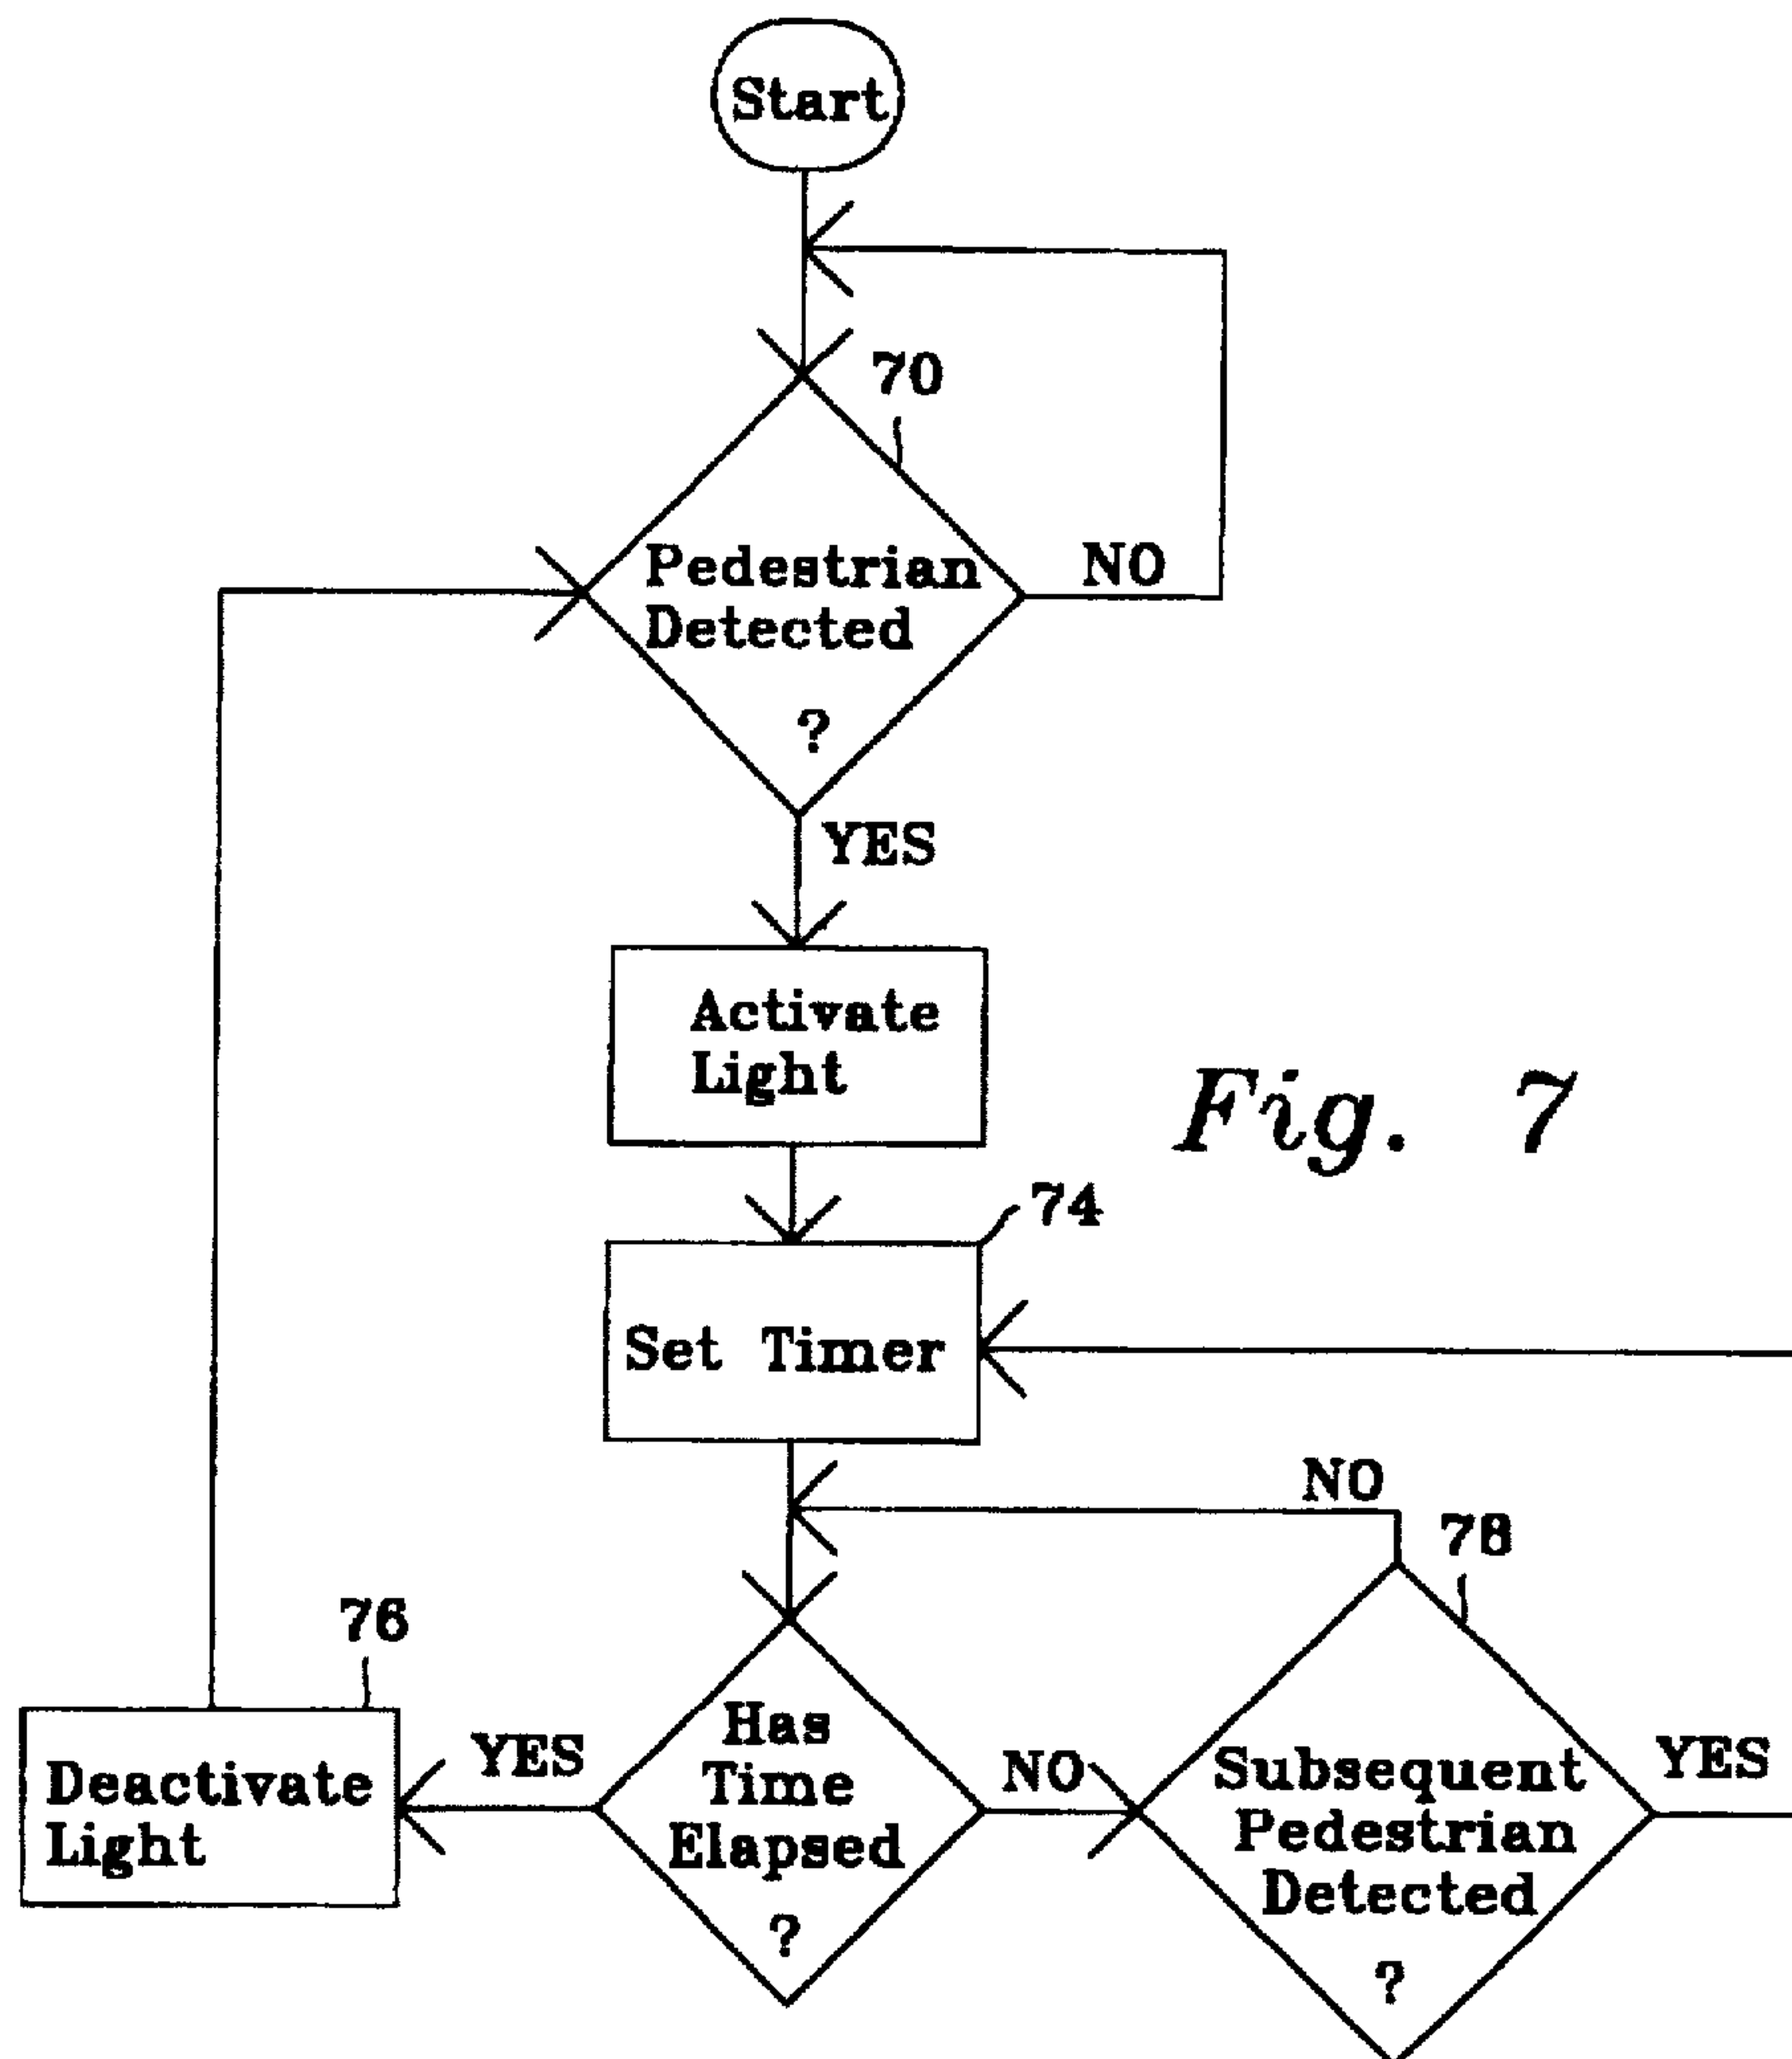 Start
70
Pedestrian
Detected
?
NO
YES
Activate
Light
Fig. 7
74
Set Timer
NO
78
76
Has
Time
Elapsed
?
YES
NO
Deactivate
Light
Subsequent
Pedestrian
Detected
?
YES